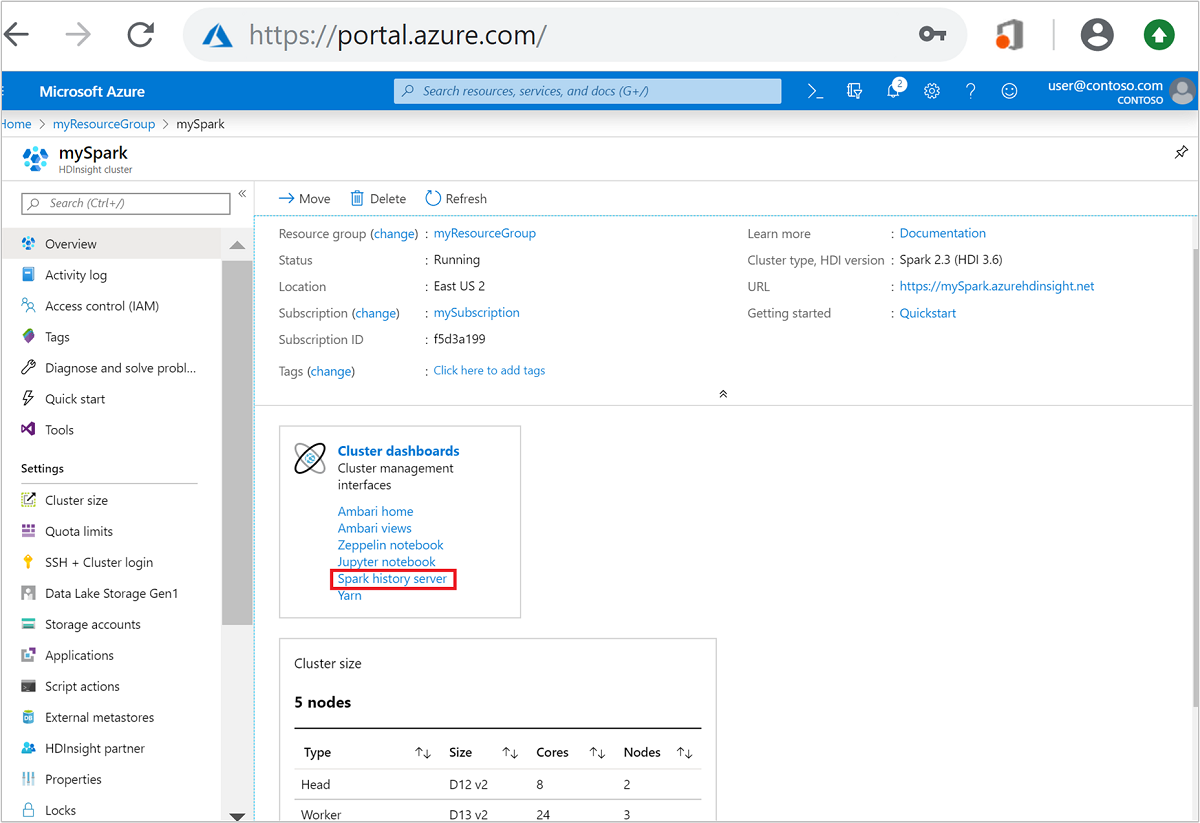 https://portal.azure.com/
Microsoft Azure
Search resources, services, and docs (G+/)
2
user@contoso.com
CONTOSO
Home > myResourceGroup > mySpark
mySpark
HDInsight cluster
Search (Ctrl+/)
«
Overview
Activity log
Access control (IAM)
Tags
Diagnose and solve probl...
Quick start
Tools
Settings
Cluster size
Quota limits
SSH + Cluster login
Data Lake Storage Gen1
Storage accounts
Applications
Script actions
External metastores
HDInsight partner
Properties
Locks
Move Delete Refresh
Resource group (change) : myResourceGroup
Status : Running
Location : East US 2
Subscription (change) : mySubscription
Subscription ID : f5d3a199
Tags (change) : Click here to add tags
Learn more : Documentation
Cluster type, HDI version : Spark 2.3 (HDI 3.6)
URL : https://mySpark.azurehdinsight.net
Getting started : Quickstart
Cluster dashboards
Cluster management
interfaces
Ambari home
Ambari views
Zeppelin notebook
Jupyter notebook
Spark history server
Yarn
Cluster size
5 nodes
Type Size Cores Nodes
Head D12 v2 8 2
Worker D13 v2 24 3